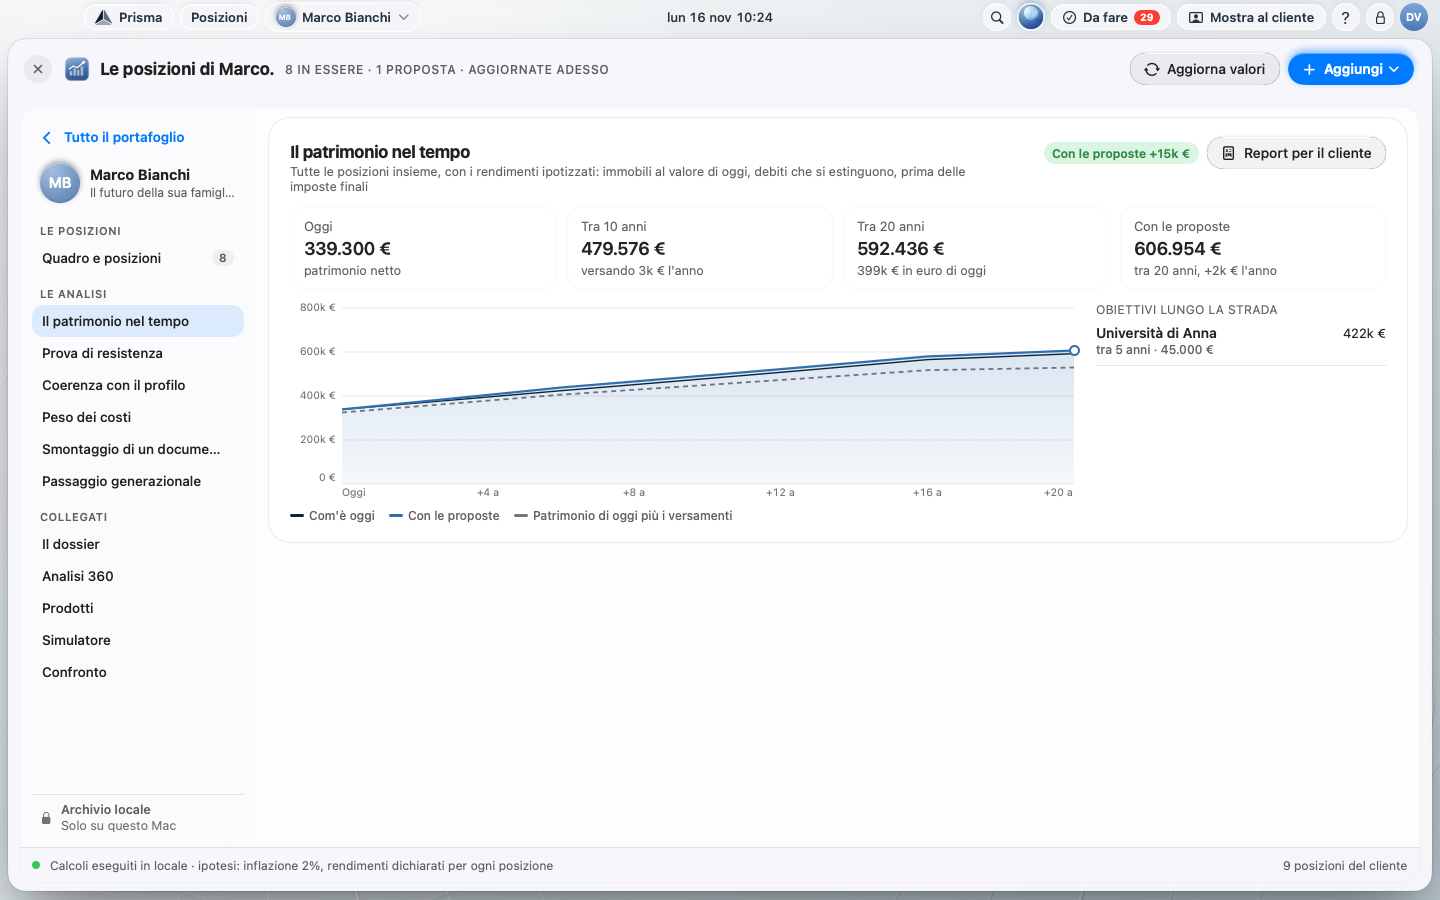 Prisma
Posizioni
MB Marco Bianchi
lun 16 nov 10:24
Da fare 29
Mostra al cliente
?
DV
Le posizioni di Marco.
8 IN ESSERE · 1 PROPOSTA · AGGIORNATE ADESSO
Aggiorna valori
+ Aggiungi
Tutto il portafoglio
MB
Marco Bianchi
Il futuro della sua famigl...
LE POSIZIONI
Quadro e posizioni 8
LE ANALISI
Il patrimonio nel tempo
Prova di resistenza
Coerenza con il profilo
Peso dei costi
Smontaggio di un docume...
Passaggio generazionale
COLLEGATI
Il dossier
Analisi 360
Prodotti
Simulatore
Confronto
Archivio locale
Solo su questo Mac
Il patrimonio nel tempo
Tutte le posizioni insieme, con i rendimenti ipotizzati: immobili al valore di oggi, debiti che si estinguono, prima delle
imposte finali
Con le proposte +15k €
Report per il cliente
Oggi
339.300 €
patrimonio netto
Tra 10 anni
479.576 €
versando 3k € l'anno
Tra 20 anni
592.436 €
399k € in euro di oggi
Con le proposte
606.954 €
tra 20 anni, +2k € l'anno
800k €
600k €
400k €
200k €
0 €
Oggi
+4 a
+8 a
+12 a
+16 a
+20 a
Com'è oggi
Con le proposte
Patrimonio di oggi più i versamenti
OBIETTIVI LUNGO LA STRADA
Università di Anna 422k €
tra 5 anni · 45.000 €
Calcoli eseguiti in locale · ipotesi: inflazione 2%, rendimenti dichiarati per ogni posizione
9 posizioni del cliente